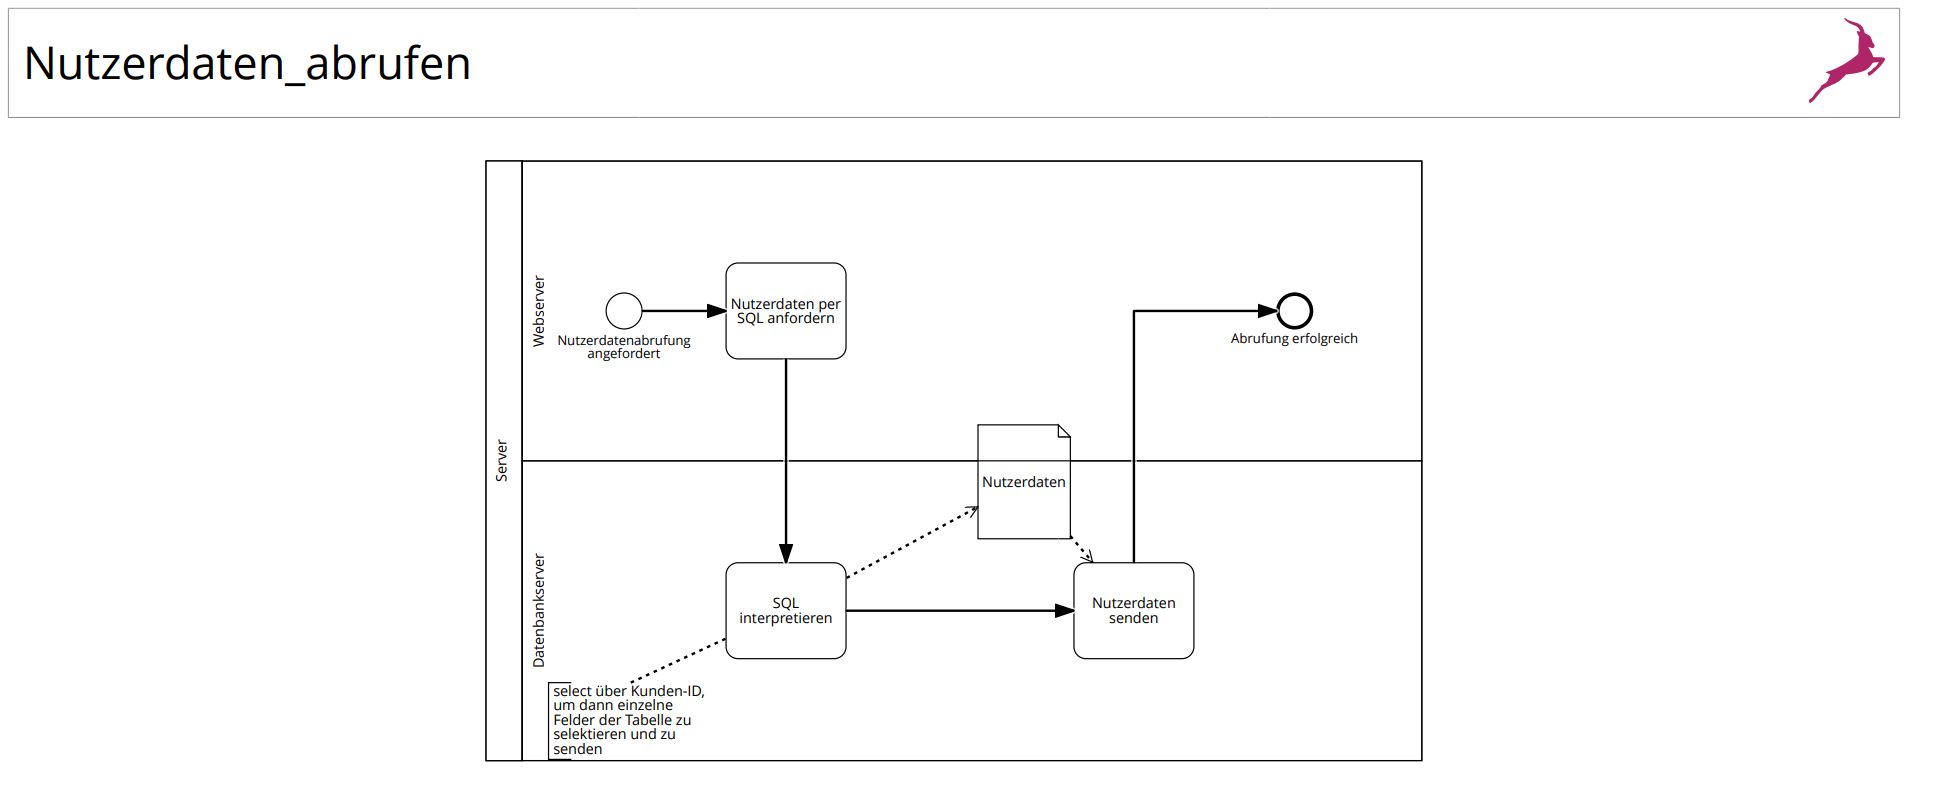 Nutzerdaten_abrufen
Server
Webserver
Nutzerdatenabrufung
angefordert
Nutzerdaten per
SQL anfordern
Abrufung erfolgreich
Datenbankserver
Nutzerdaten
SQL
interpretieren
Nutzerdaten
senden
select über Kunden-ID,
um dann einzelne
Felder der Tabelle zu
selektieren und zu
senden